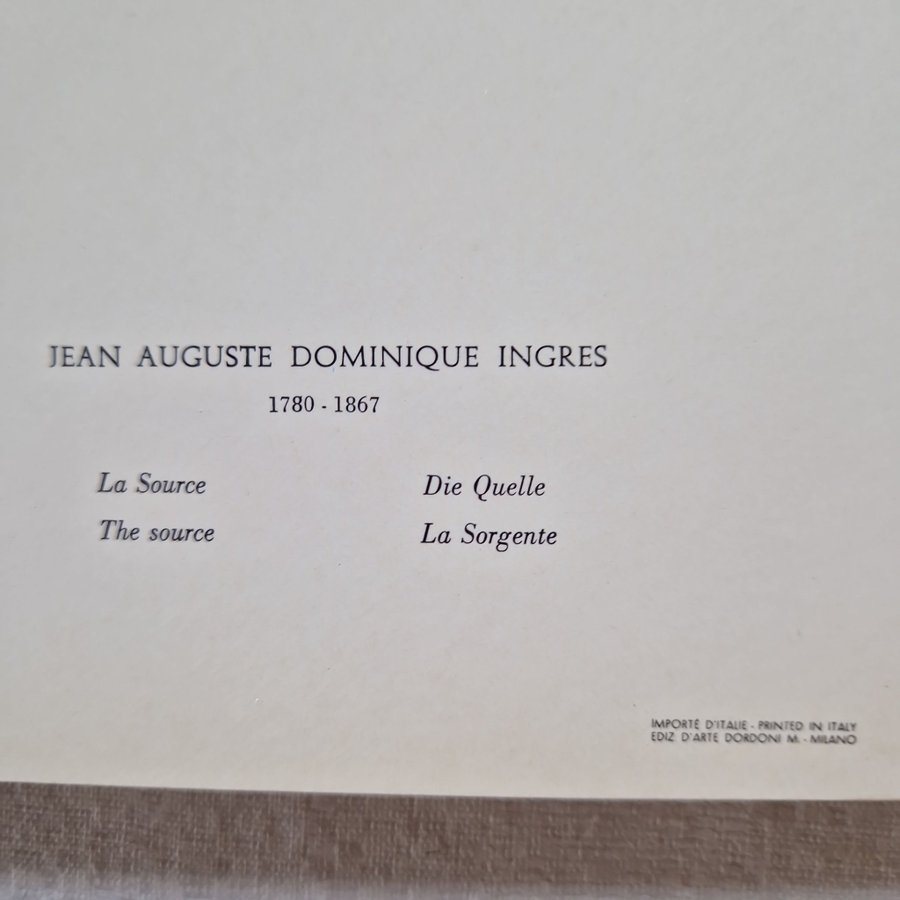 JEAN AUGUSTE DOMINIQUE INGRES
1780 - 1867
La Source
The source
Die Quelle
La Sorgente
IMPORTÉ D'ITALIE - PRINTED IN ITALY
EDIZ D'ARTE DORDONI M. - MILANO